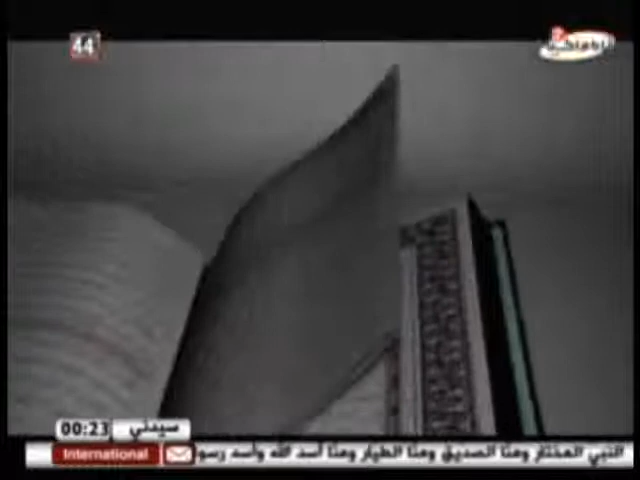 44
00:23 سيدني
International النبي المختار ومنا الصديق ومنا الطيار ومنا أسد الله وأسد رسو